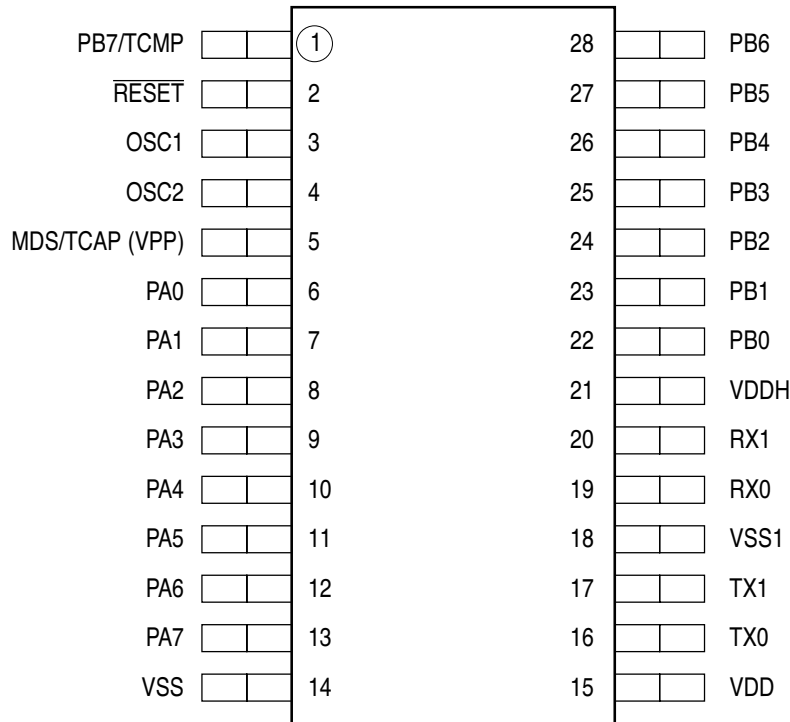 PB7/TCMP 1 28 PB6
RESET 2 27 PB5
OSC1 3 26 PB4
OSC2 4 25 PB3
MDS/TCAP (VPP) 5 24 PB2
PA0 6 23 PB1
PA1 7 22 PB0
PA2 8 21 VDDH
PA3 9 20 RX1
PA4 10 19 RX0
PA5 11 18 VSS1
PA6 12 17 TX1
PA7 13 16 TX0
VSS 14 15 VDD